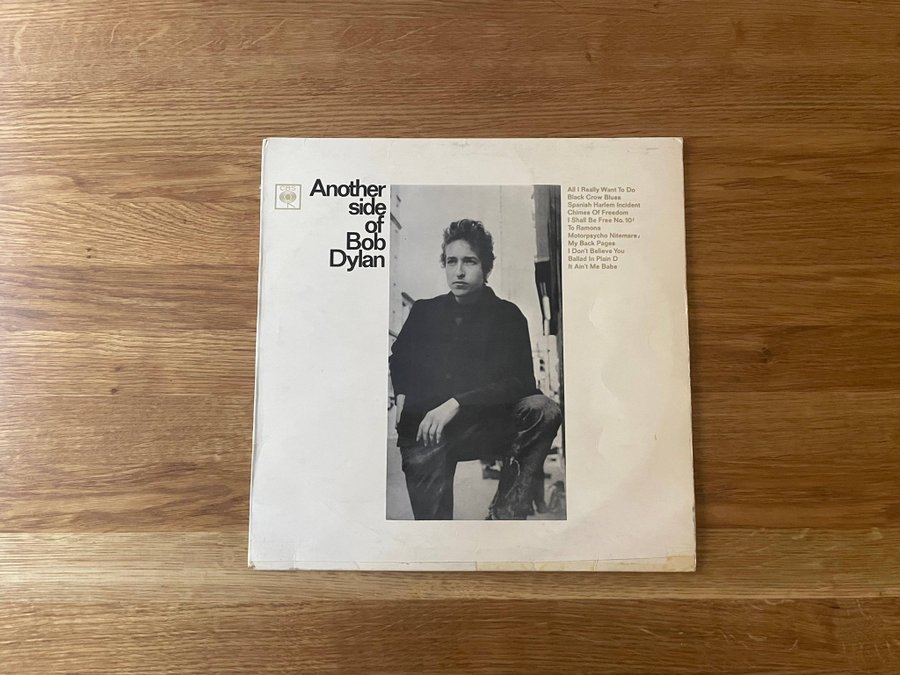 CBS
Another
side
of
Bob
Dylan
All I Really Want To Do
Black Crow Blues
Spanish Harlem Incident
Chimes Of Freedom
I Shall Be Free No. 10
To Ramona
Motorpsycho Nitemare
My Back Pages
I Don't Believe You
Ballad In Plain D
It Ain't Me Babe